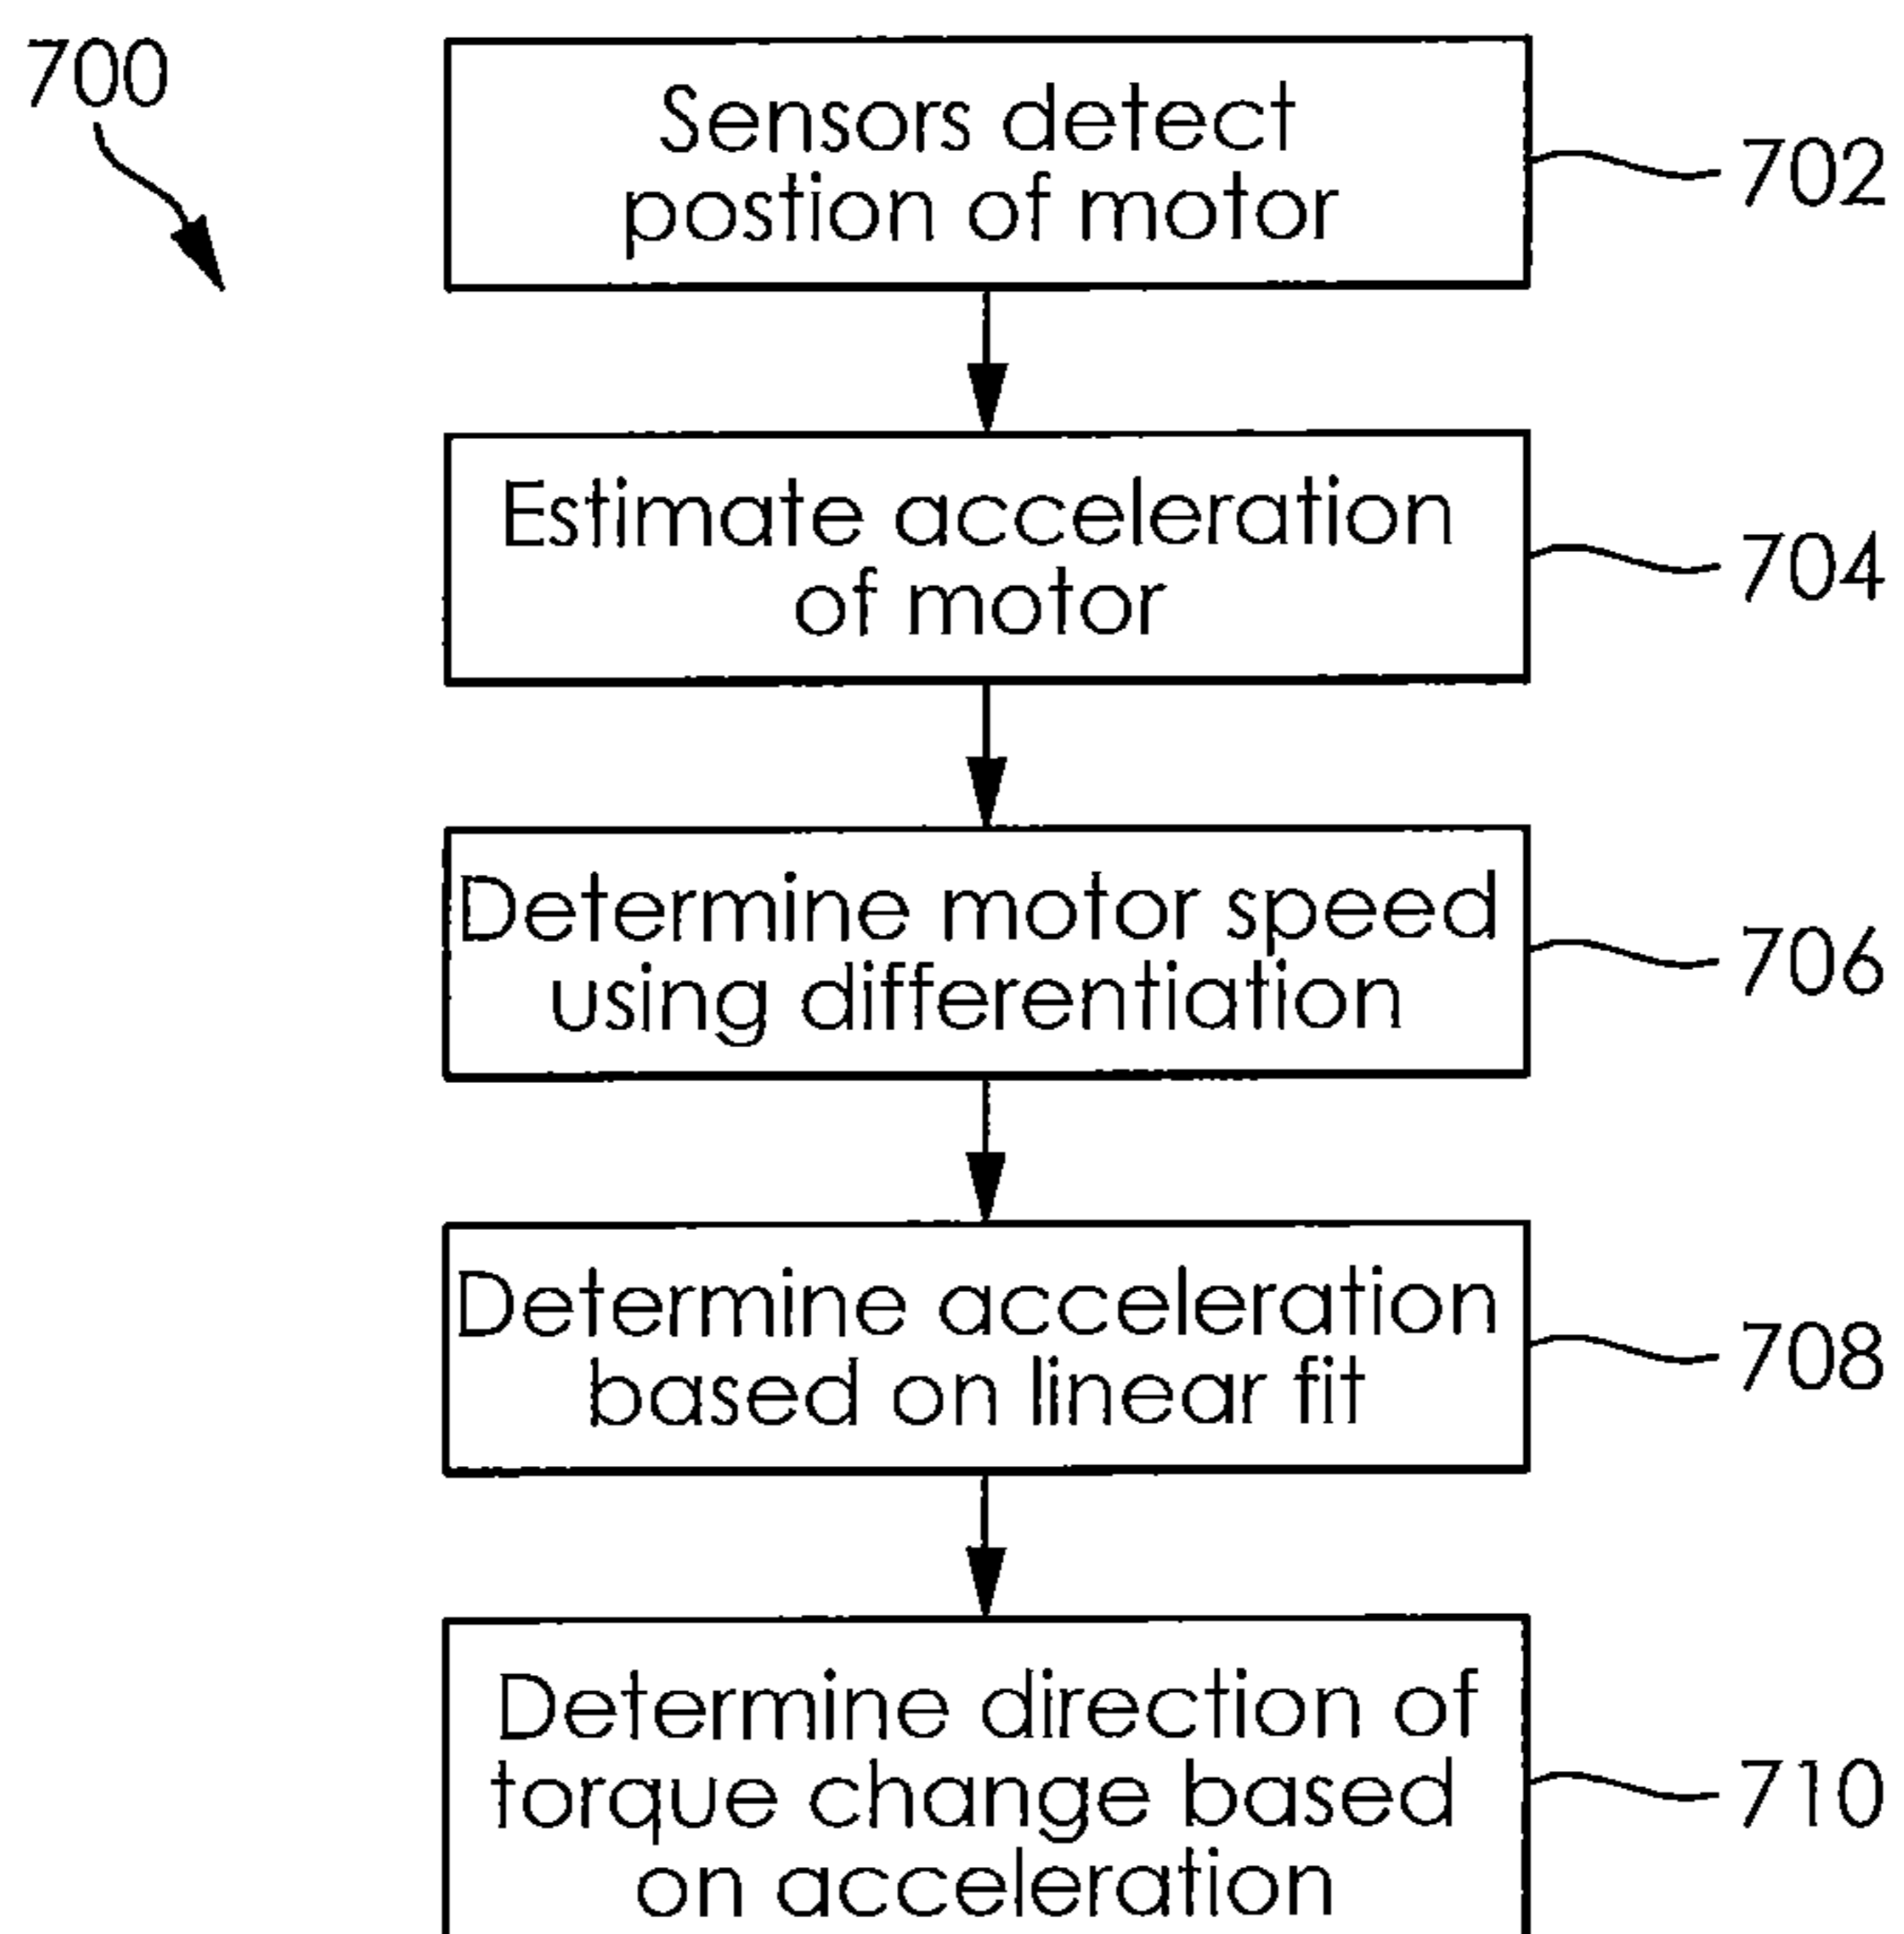 700
Sensors detect
postion of motor
702
Estimate acceleration
of motor
704
Determine motor speed
using differentiation
706
Determine acceleration
based on linear fit
708
Determine direction of
torque change based
on acceleration
710